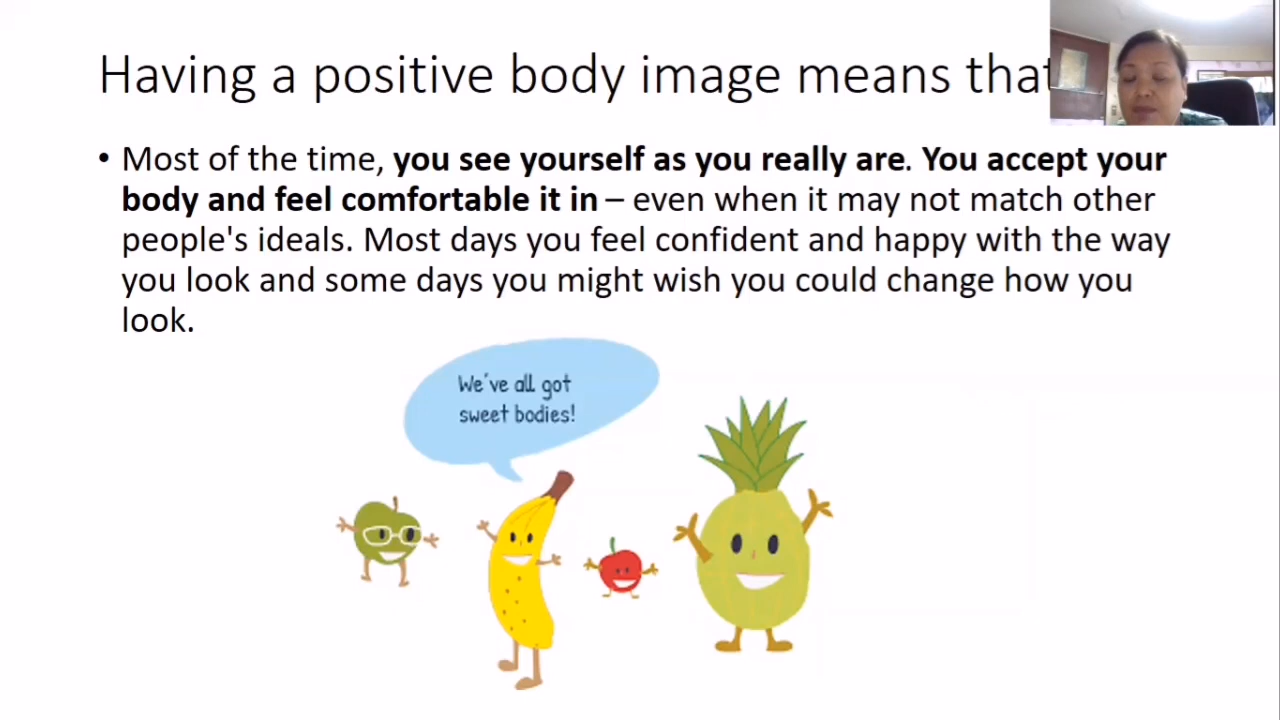 Having a positive body image means that
• Most of the time, you see yourself as you really are. You accept your
body and feel comfortable it in – even when it may not match other
people's ideals. Most days you feel confident and happy with the way
you look and some days you might wish you could change how you
look.
We've all got
sweet bodies!